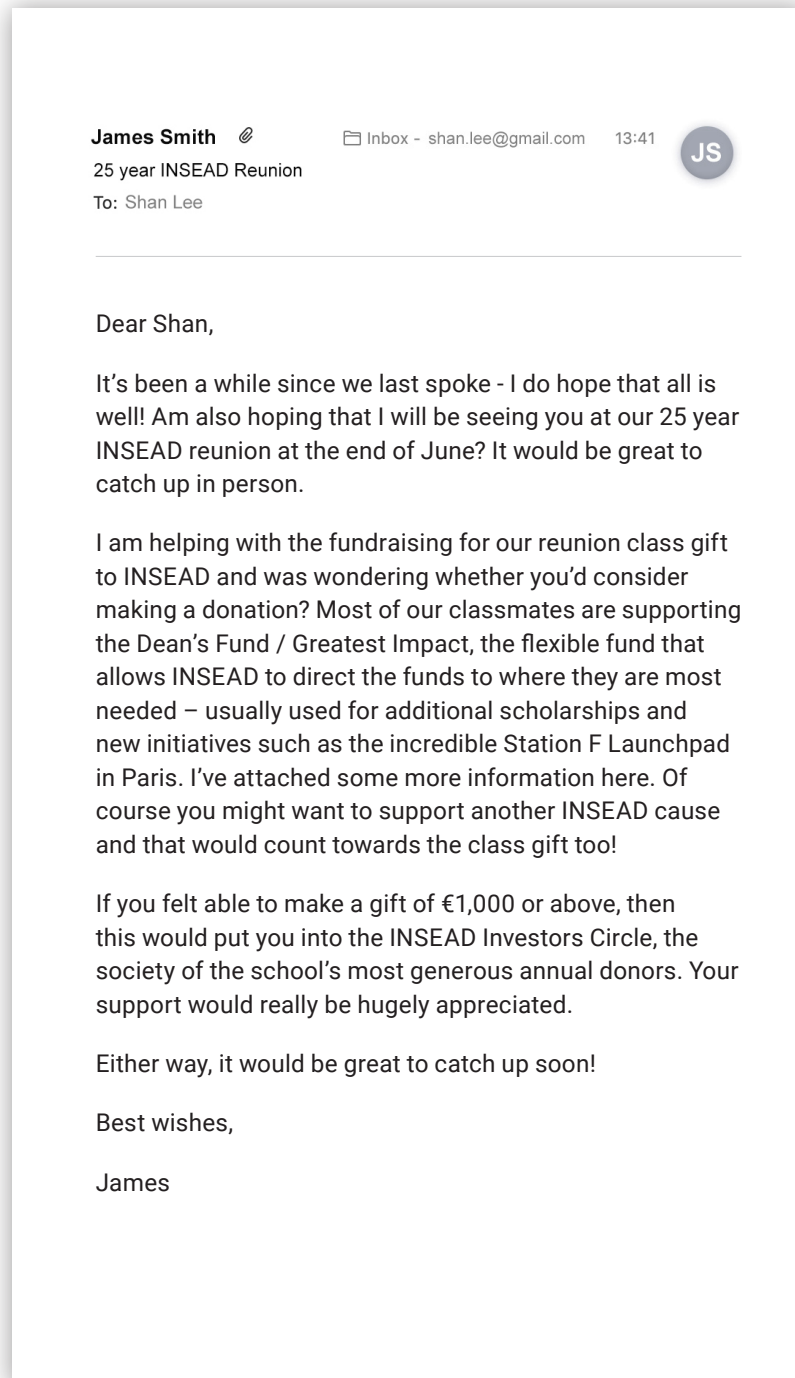 James Smith
Inbox - shan.lee@gmail.com 13:41
JS
25 year INSEAD Reunion
To: Shan Lee
Dear Shan,
It’s been a while since we last spoke - I do hope that all is
well! Am also hoping that I will be seeing you at our 25 year
INSEAD reunion at the end of June? It would be great to
catch up in person.
I am helping with the fundraising for our reunion class gift
to INSEAD and was wondering whether you’d consider
making a donation? Most of our classmates are supporting
the Dean’s Fund / Greatest Impact, the flexible fund that
allows INSEAD to direct the funds to where they are most
needed – usually used for additional scholarships and
new initiatives such as the incredible Station F Launchpad
in Paris. I’ve attached some more information here. Of
course you might want to support another INSEAD cause
and that would count towards the class gift too!
If you felt able to make a gift of €1,000 or above, then
this would put you into the INSEAD Investors Circle, the
society of the school’s most generous annual donors. Your
support would really be hugely appreciated.
Either way, it would be great to catch up soon!
Best wishes,
James